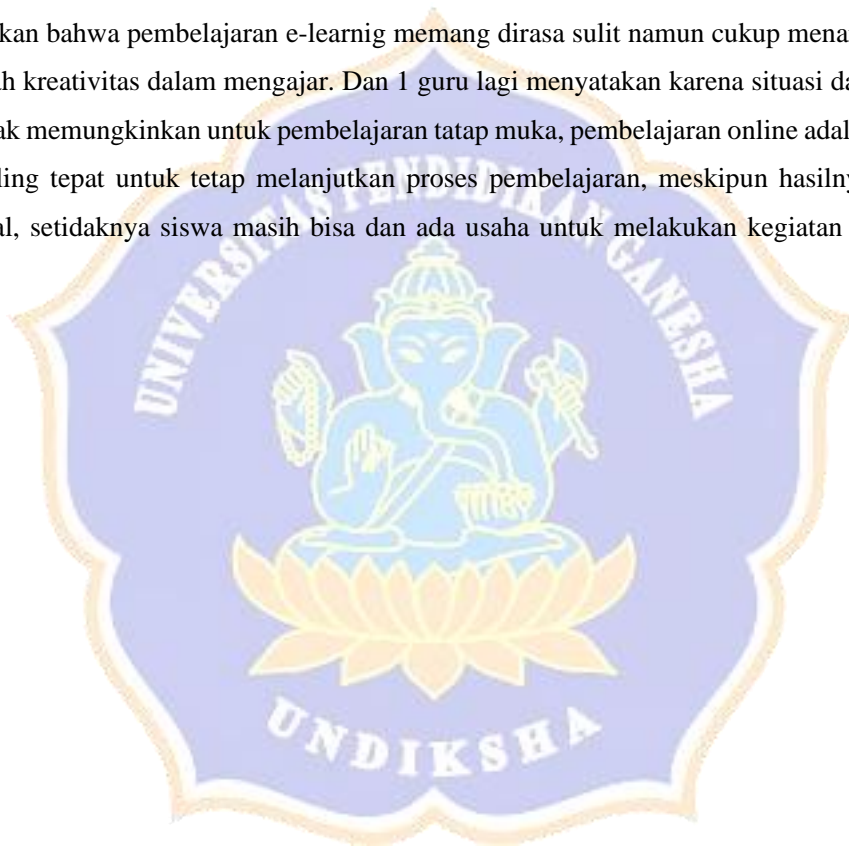 kan bahwa pembelajaran e-learnig memang dirasa sulit namun cukup mena
h kreativitas dalam mengajar. Dan 1 guru lagi menyatakan karena situasi da
ak memungkinkan untuk pembelajaran tatap muka, pembelajaran online adal
ling tepat untuk tetap melanjutkan proses pembelajaran, meskipun hasilny
al, setidaknya siswa masih bisa dan ada usaha untuk melakukan kegiatan
UNIVERSITAS PENDIDIKAN GANESHA
UNDIKSHA